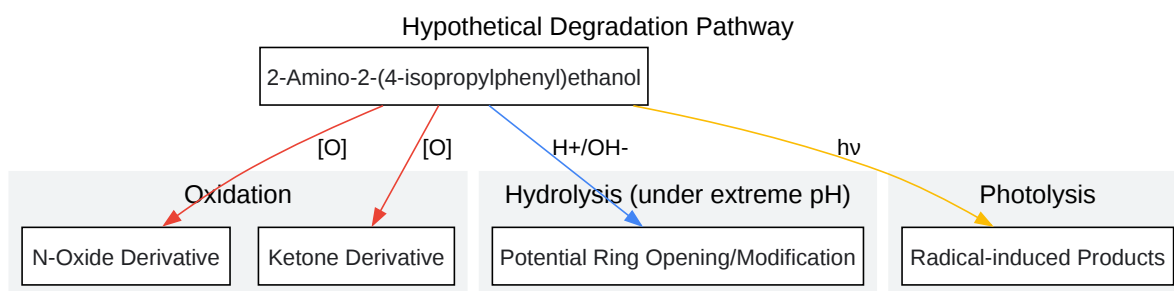 Hypothetical Degradation Pathway
2-Amino-2-(4-isopropylphenyl)ethanol
[O]
[O]
H+/OH-
hν
Oxidation
Hydrolysis (under extreme pH)
Photolysis
N-Oxide Derivative
Ketone Derivative
Potential Ring Opening/Modification
Radical-induced Products